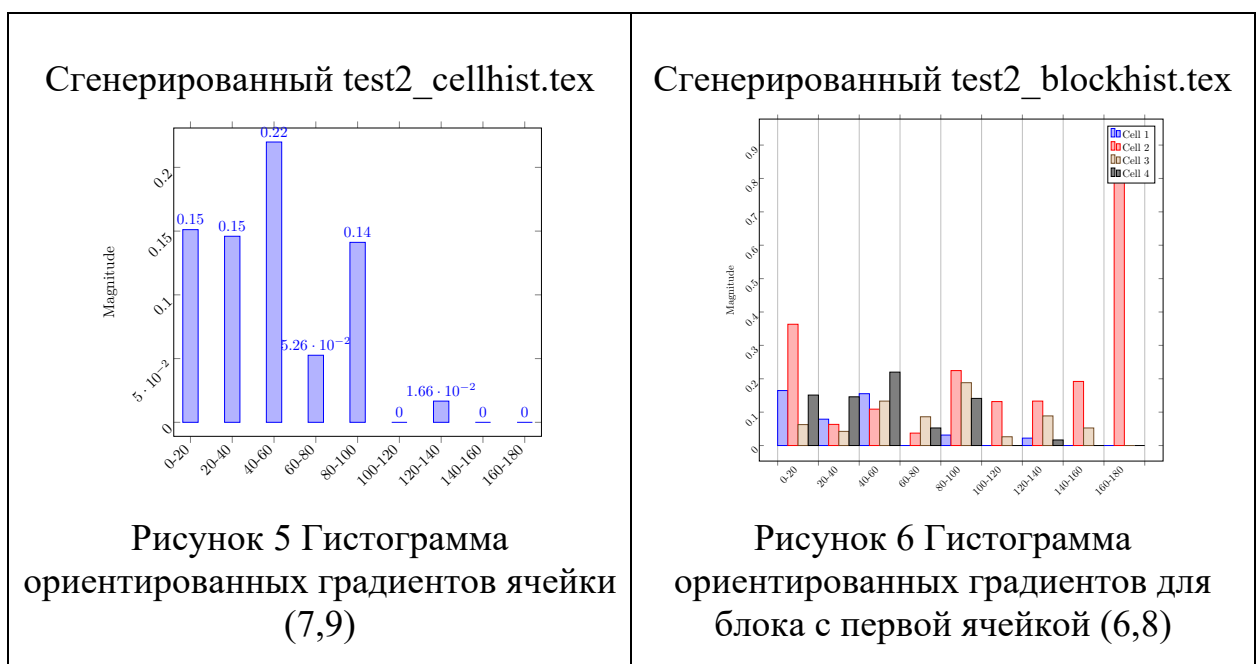 Сгенерированный test2_cellhist.tex
0.22
0.2
0.15
0.15
0.15
0.14
Magnitude
0.1
5.26 · 10⁻²
5 · 10⁻²
1.66 · 10⁻²
0
0
0
0
0-20
20-40
40-60
60-80
80-100
100-120
120-140
140-160
160-180
Рисунок 5 Гистограмма
ориентированных градиентов ячейки
(7,9)
Сгенерированный test2_blockhist.tex
Cell 1
Cell 2
Cell 3
Cell 4
0.9
0.8
0.7
0.6
Magnitude
0.5
0.4
0.3
0.2
0.1
0
0-20
20-40
40-60
60-80
80-100
100-120
120-140
140-160
160-180
Рисунок 6 Гистограмма
ориентированных градиентов для
блока с первой ячейкой (6,8)